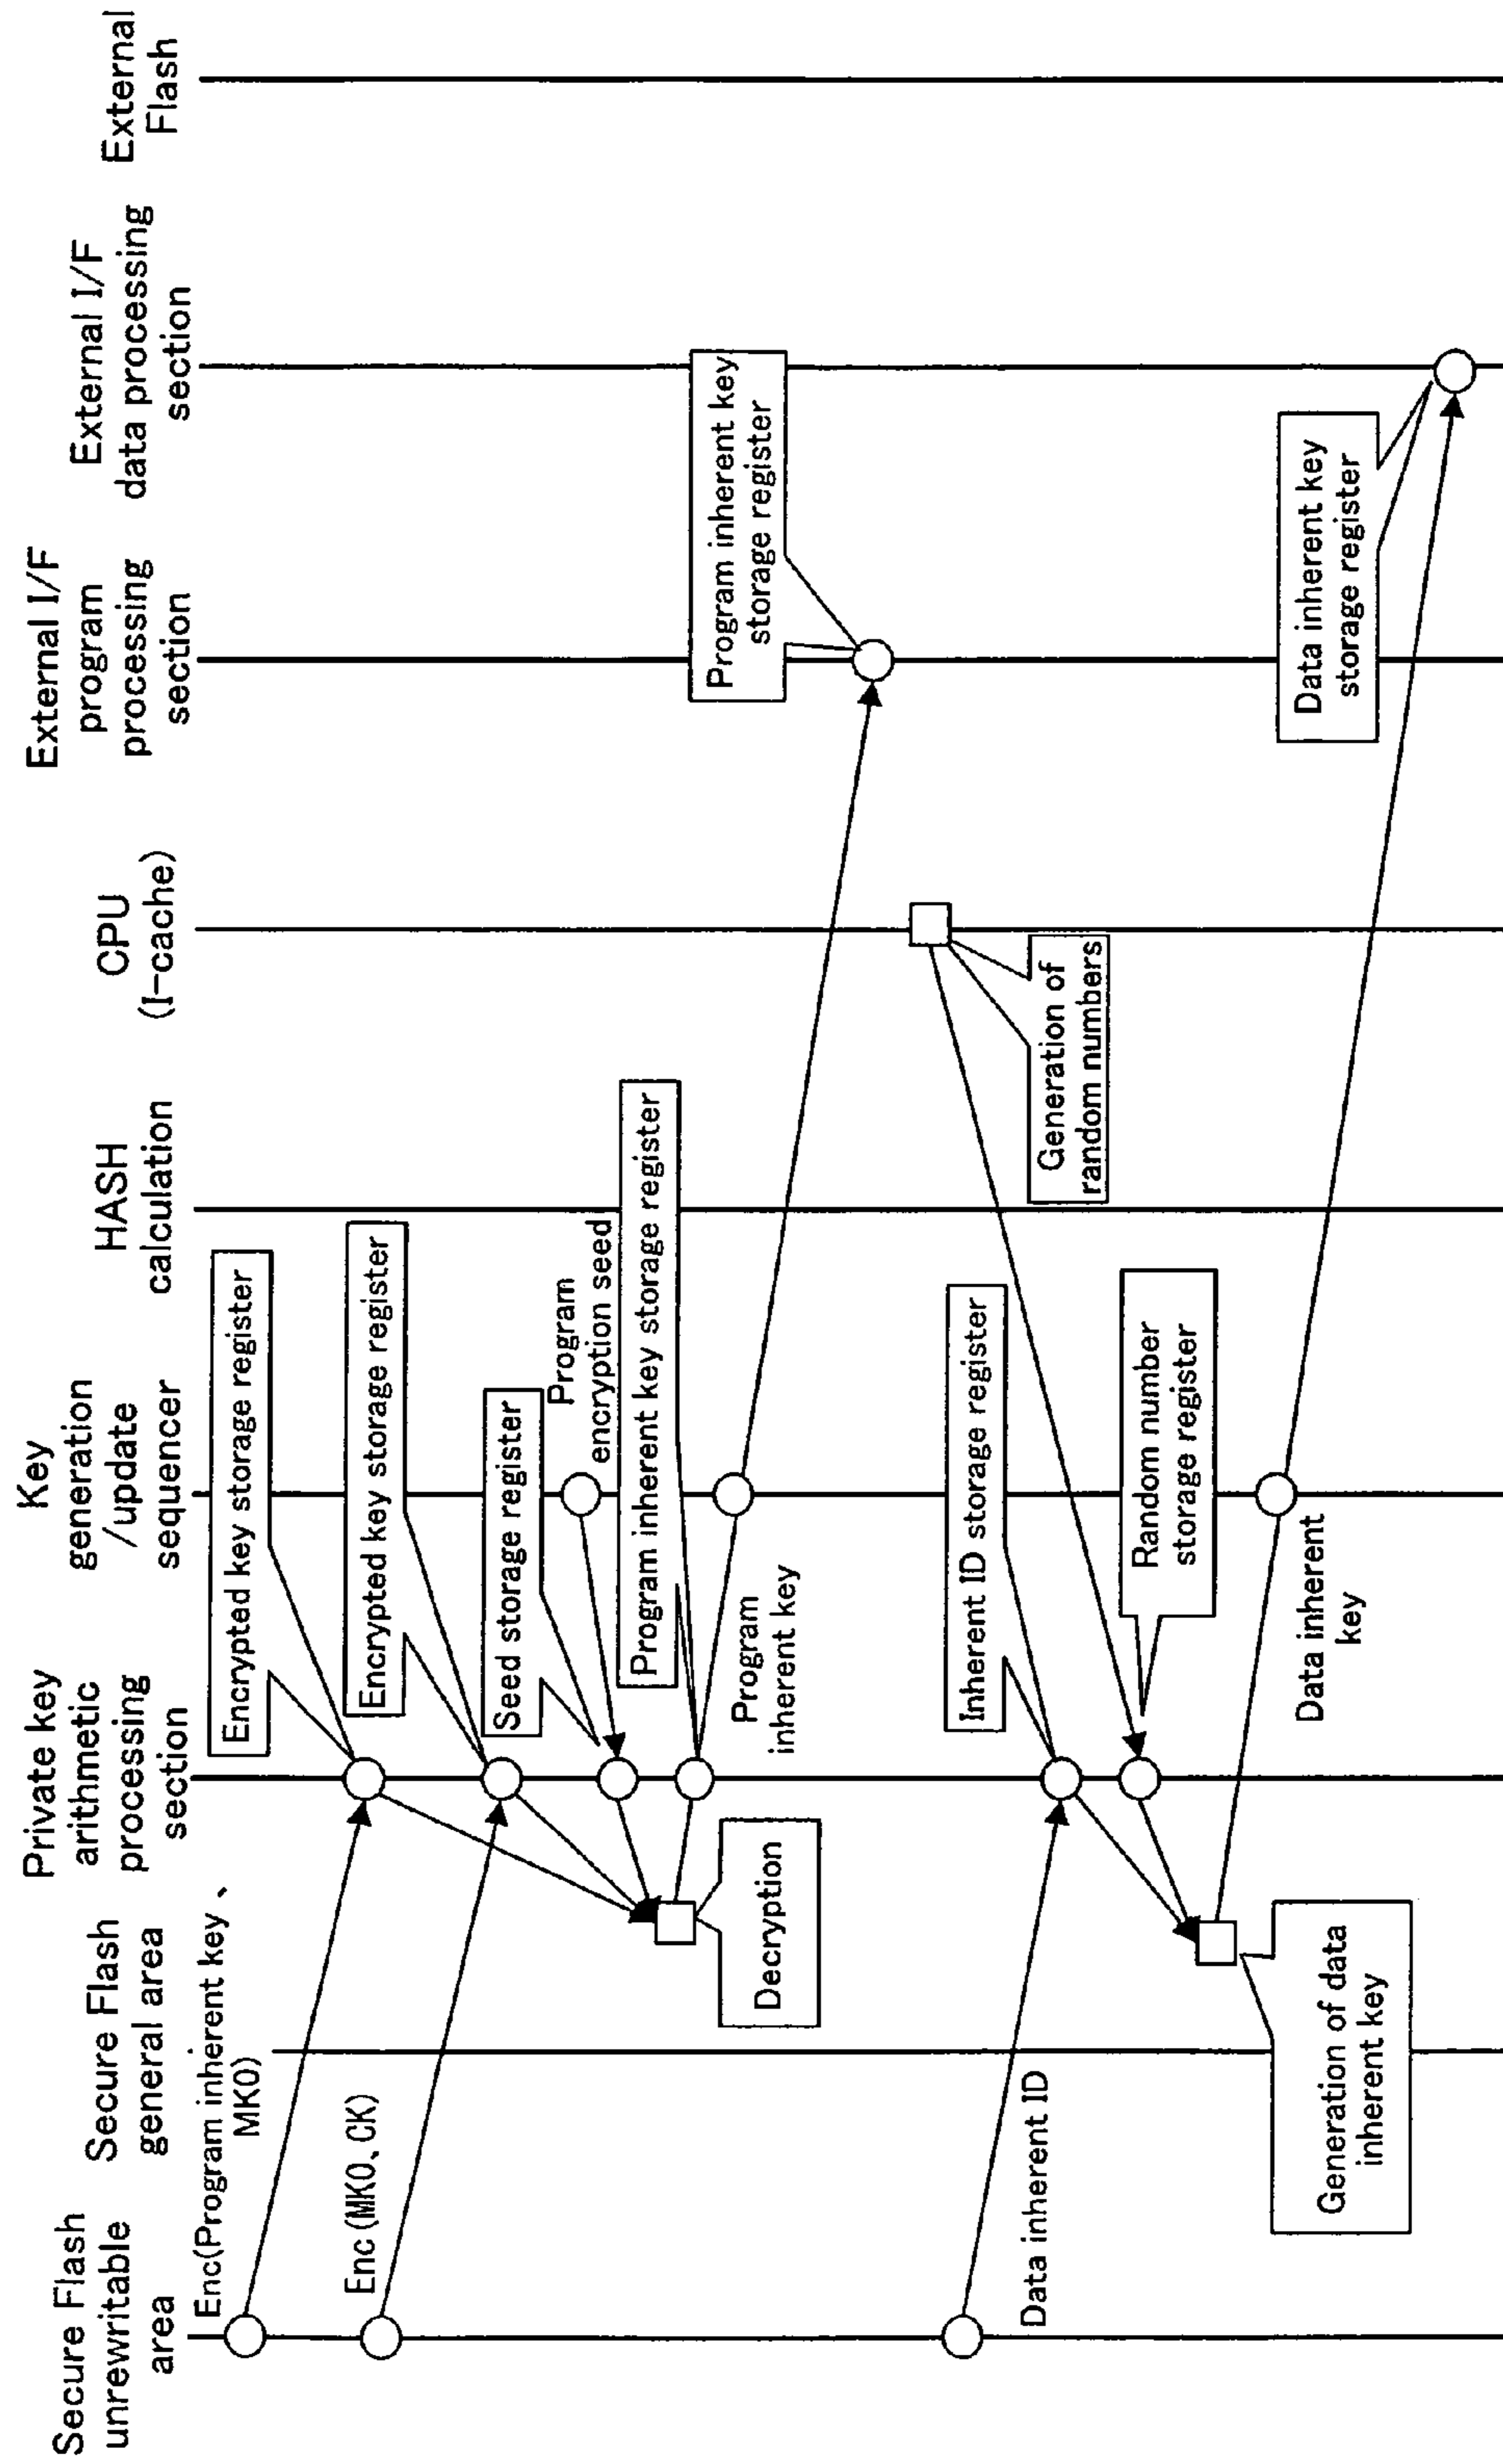 Secure Flash
unrewritable
area
Secure Flash
general area
Private key
arithmetic
processing
section
Key
generation
/update
sequencer
HASH
calculation
CPU
(I-cache)
External I/F
program
processing
section
External I/F
data processing
section
External
Flash
Enc(Program inherent key、
MK0)
Encrypted key storage register
Enc(MK0、CK)
Encrypted key storage register
Seed storage register
Program
encryption seed
Program inherent key storage register
Decryption
Program
inherent key
Program inherent key
storage register
Generation of
random numbers
Data inherent ID
Inherent ID storage register
Random number
storage register
Generation of data
inherent key
Data inherent
key
Data inherent key
storage register